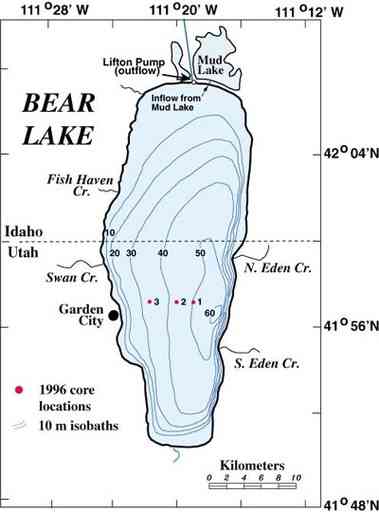 111° 28' W
111° 20' W
111° 12' W
Lifton Pump
(outflow)
Mud
Lake
BEAR
LAKE
Inflow from
Mud Lake
42° 04'N
Fish Haven
Cr.
10
Idaho
Utah
20
30
40
50
Swan Cr.
N. Eden Cr.
3
2
1
Garden
City
60
41° 56'N
S. Eden Cr.
1996 core
locations
10 m isobaths
Kilometers
0 2 4 6 8 10
41° 48'N